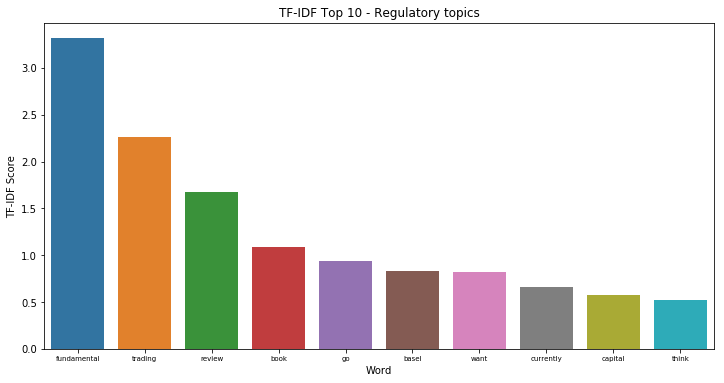 TF-IDF Top 10 - Regulatory topics
TF-IDF Score
3.0
2.5
2.0
1.5
1.0
0.5
0.0
fundamental trading review book go basel want currently capital think
Word